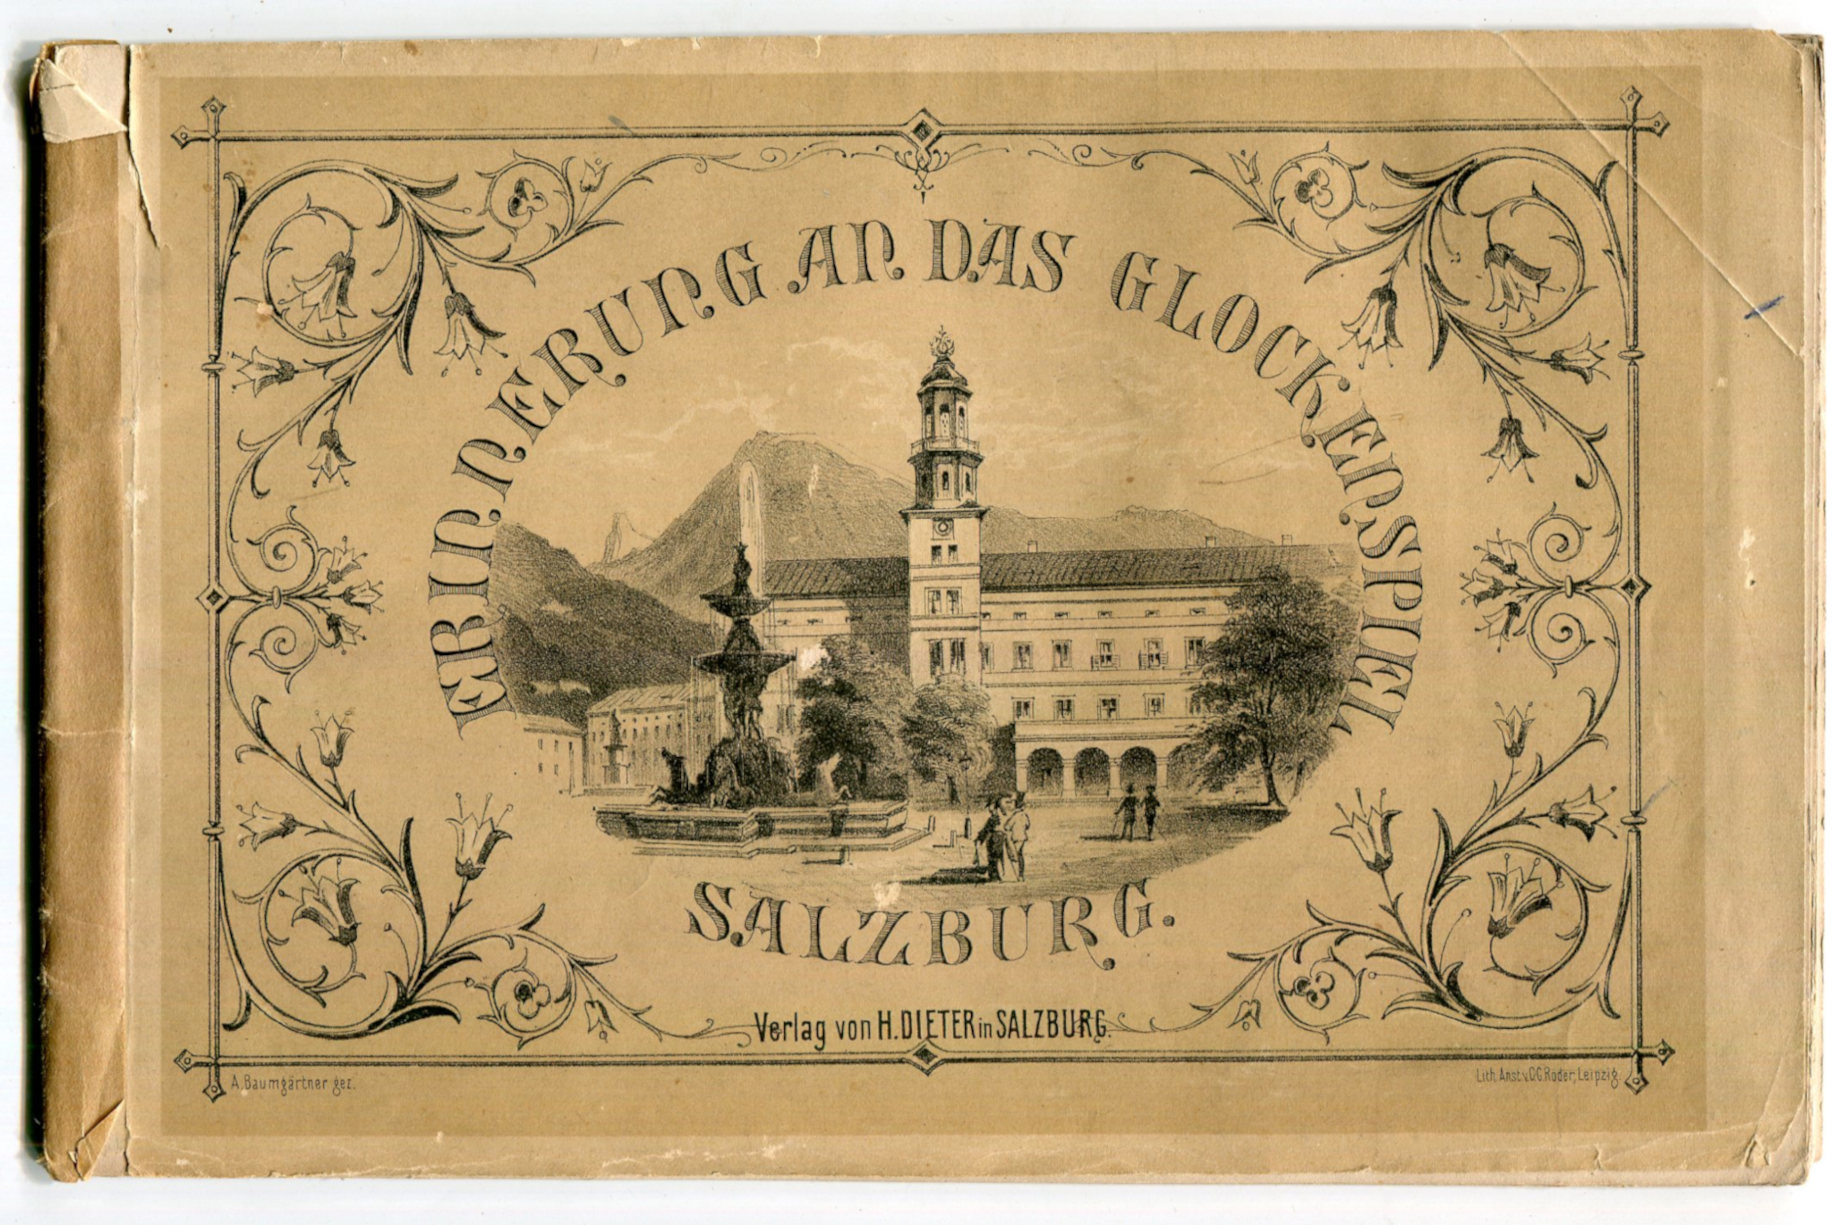 ERINNERUNG AN DAS GLOCKENSPIEL
SALZBURG.
Verlag von H. DIETER in SALZBURG.
A. Baumgärtner gez.
Lith. Anst. v. C.G. Röder, Leipzig.